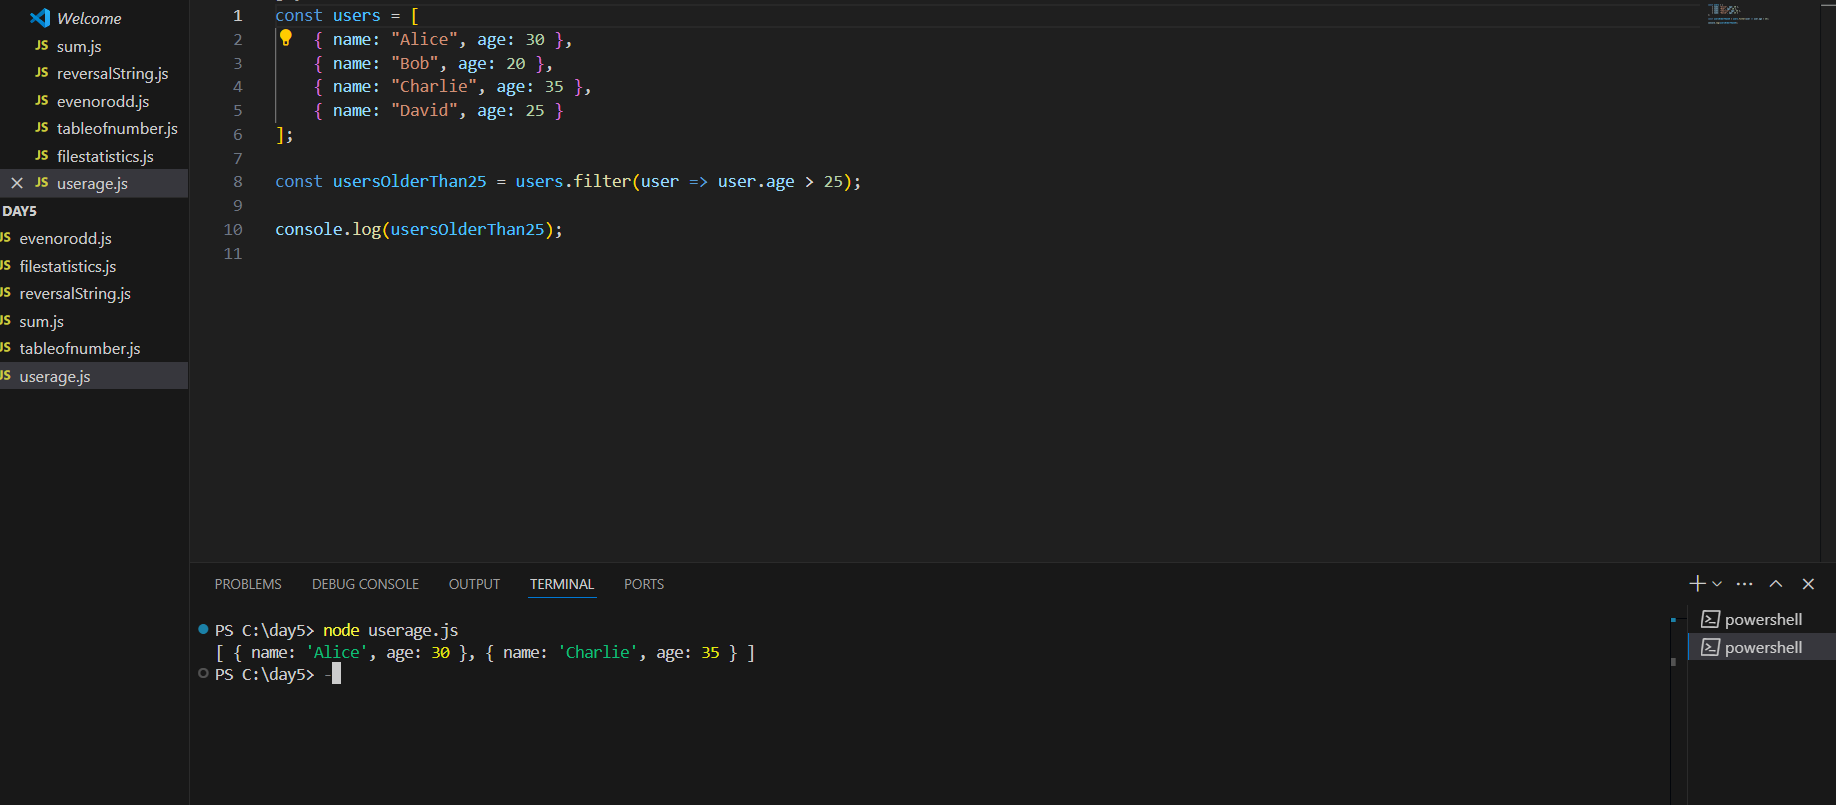 Welcome
JS sum.js
JS reversalString.js
JS evenorodd.js
JS tableofnumber.js
JS filestatistics.js
JS userage.js
DAY5
JS evenorodd.js
JS filestatistics.js
JS reversalString.js
JS sum.js
JS tableofnumber.js
JS userage.js
1 const users = [
2 { name: "Alice", age: 30 },
3 { name: "Bob", age: 20 },
4 { name: "Charlie", age: 35 },
5 { name: "David", age: 25 }
6 ];
7
8 const usersOlderThan25 = users.filter(user => user.age > 25);
9
10 console.log(usersOlderThan25);
11
PROBLEMS DEBUG CONSOLE OUTPUT TERMINAL PORTS
PS C:\day5> node userage.js
[ { name: 'Alice', age: 30 }, { name: 'Charlie', age: 35 } ]
PS C:\day5> -
powershell
powershell